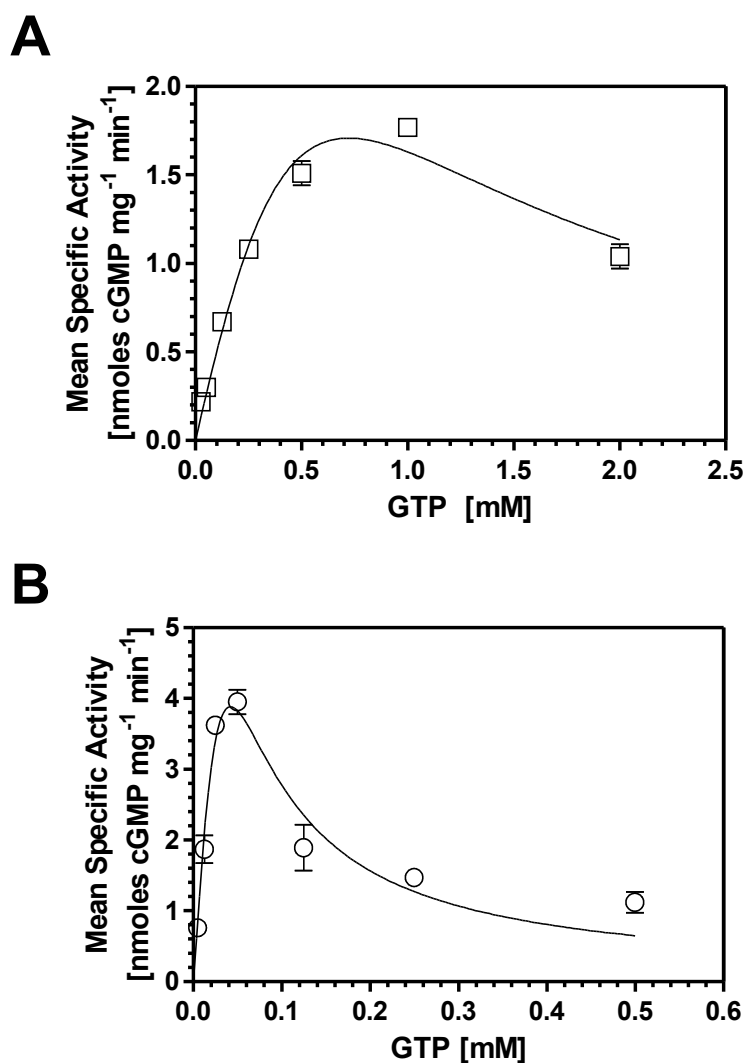 A
Mean Specific Activity
[nmoles cGMP mg⁻¹ min⁻¹]
2.0
1.5
1.0
0.5
0.0
0.0 0.5 1.0 1.5 2.0 2.5
GTP [mM]
B
Mean Specific Activity
[nmoles cGMP mg⁻¹ min⁻¹]
5
4
3
2
1
0
0.0 0.1 0.2 0.3 0.4 0.5 0.6
GTP [mM]